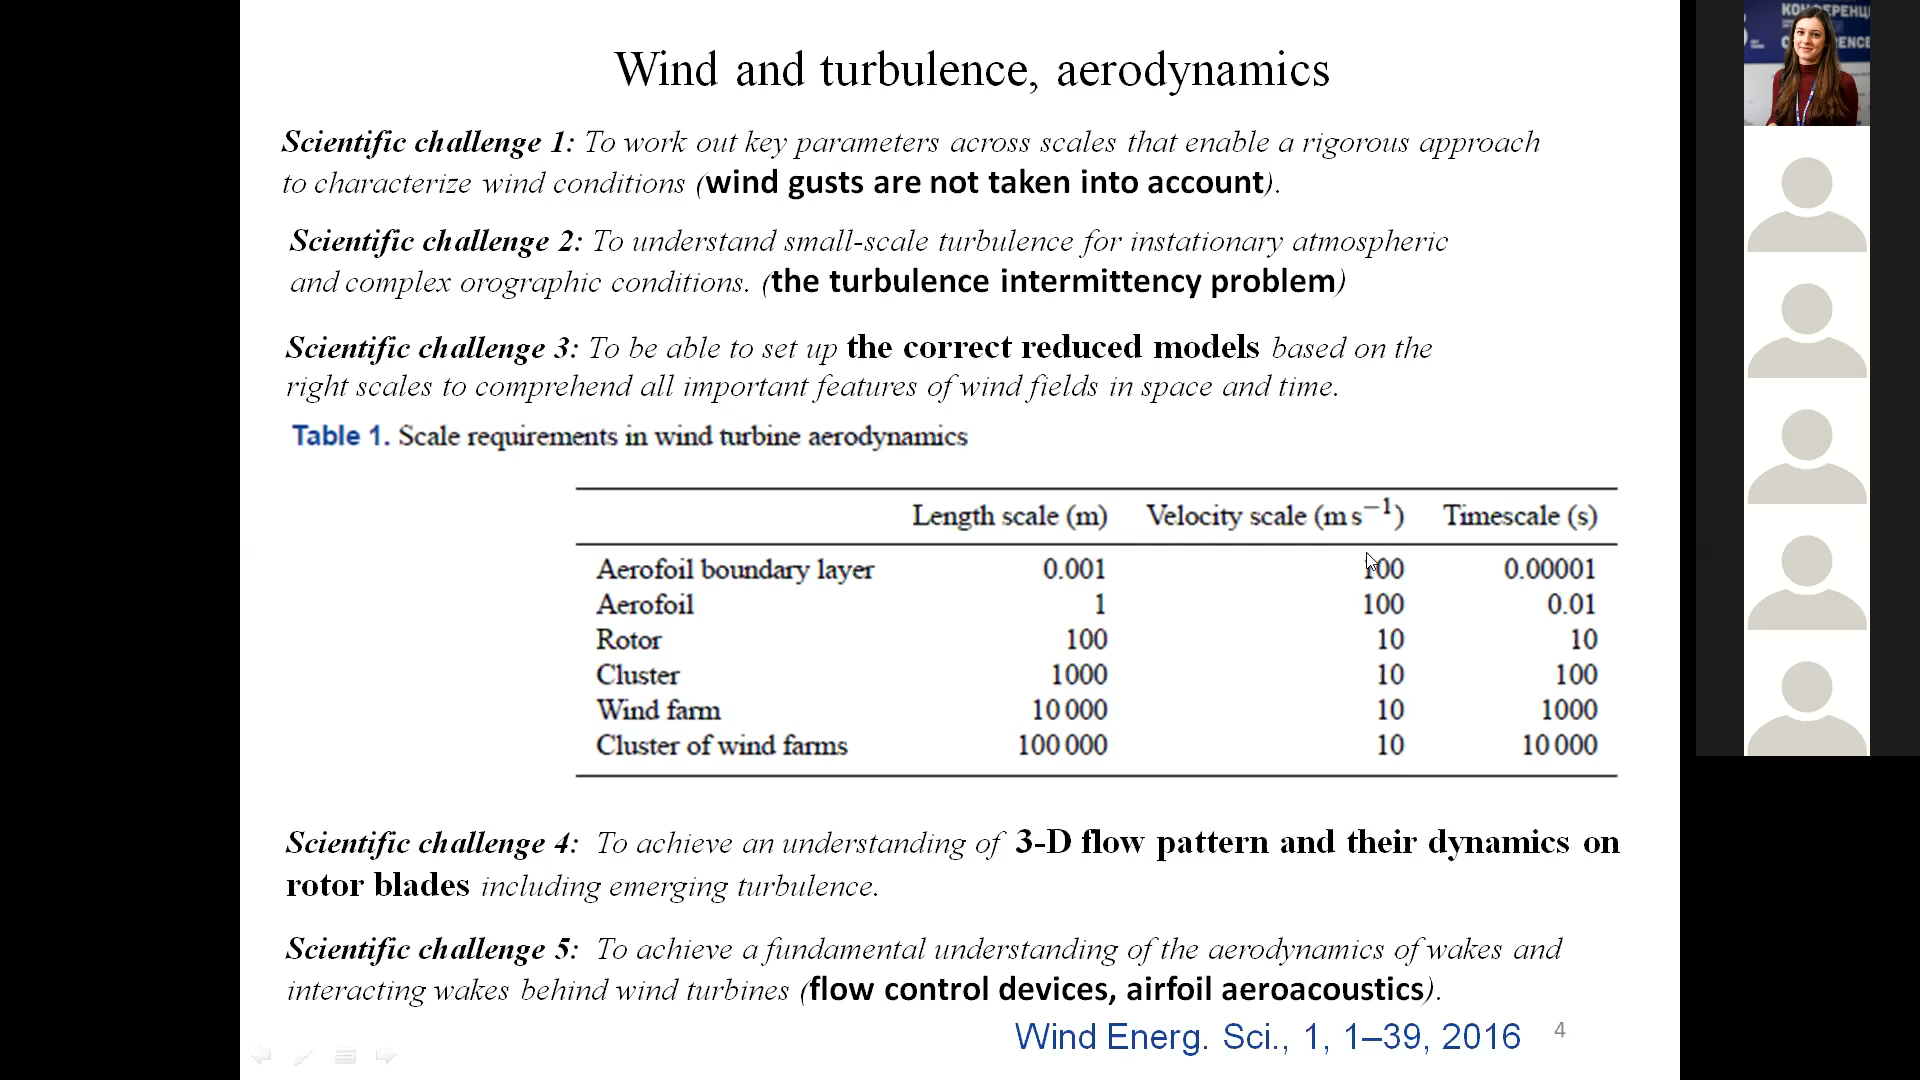 Wind and turbulence, aerodynamics
Scientific challenge 1: To work out key parameters across scales that enable a rigorous approach
to characterize wind conditions (wind gusts are not taken into account).
Scientific challenge 2: To understand small-scale turbulence for instationary atmospheric
and complex orographic conditions. (the turbulence intermittency problem)
Scientific challenge 3: To be able to set up the correct reduced models based on the
right scales to comprehend all important features of wind fields in space and time.
Table 1. Scale requirements in wind turbine aerodynamics
Length scale (m) Velocity scale (m s−1) Timescale (s)
Aerofoil boundary layer 0.001 100 0.00001
Aerofoil 1 100 0.01
Rotor 100 10 10
Cluster 1000 10 100
Wind farm 10 000 10 1000
Cluster of wind farms 100 000 10 10 000
Scientific challenge 4: To achieve an understanding of 3-D flow pattern and their dynamics on
rotor blades including emerging turbulence.
Scientific challenge 5: To achieve a fundamental understanding of the aerodynamics of wakes and
interacting wakes behind wind turbines (flow control devices, airfoil aeroacoustics).
Wind Energ. Sci., 1, 1–39, 2016 4